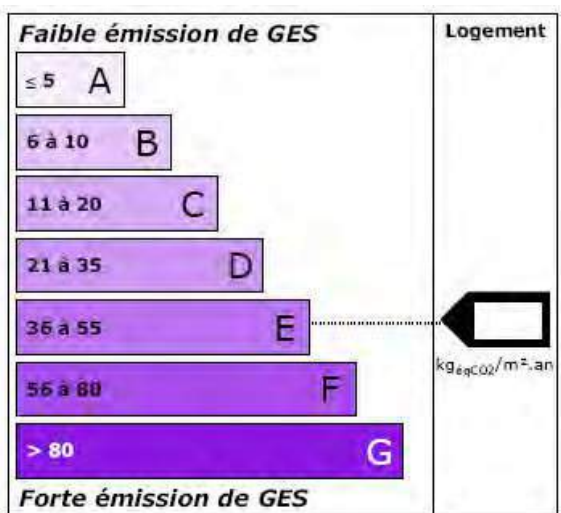 Faible émission de GES
Logement
≤ 5 A
6 à 10 B
11 à 20 C
21 à 35 D
36 à 55 E
kgéqCO2/m².an
56 à 80 F
> 80 G
Forte émission de GES